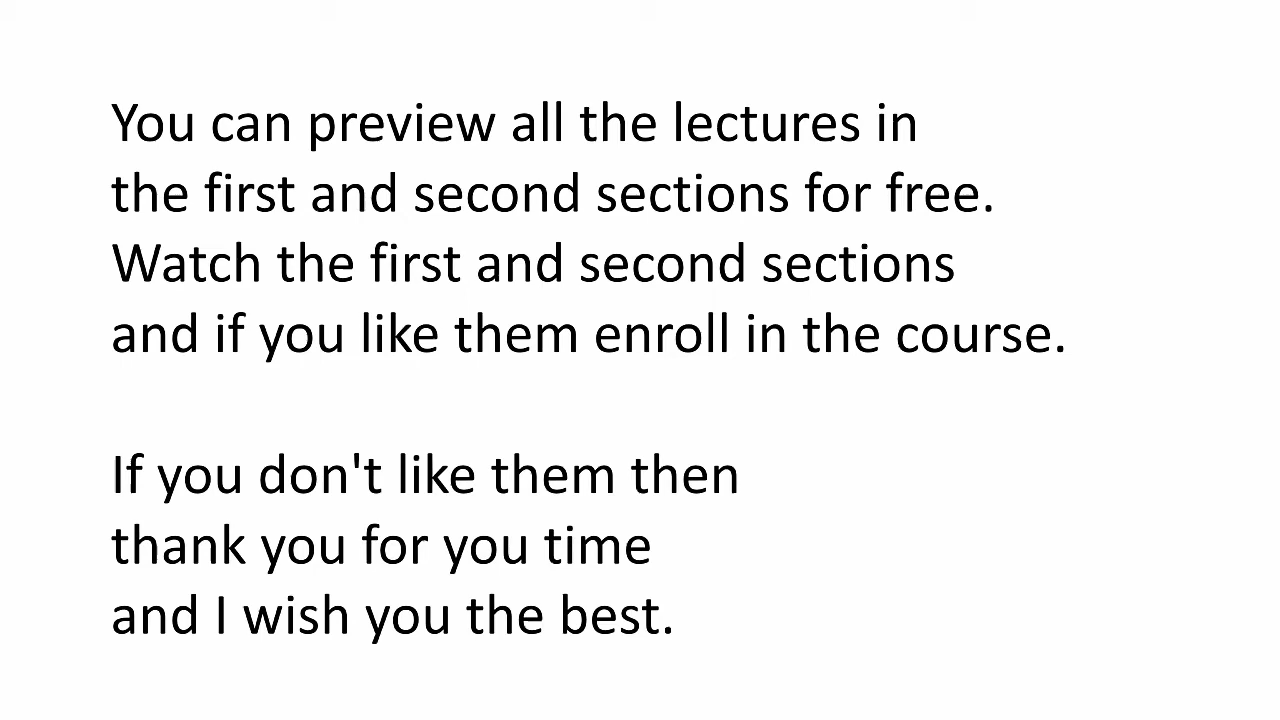 You can preview all the lectures in
the first and second sections for free.
Watch the first and second sections
and if you like them enroll in the course.
If you don't like them then
thank you for you time
and I wish you the best.